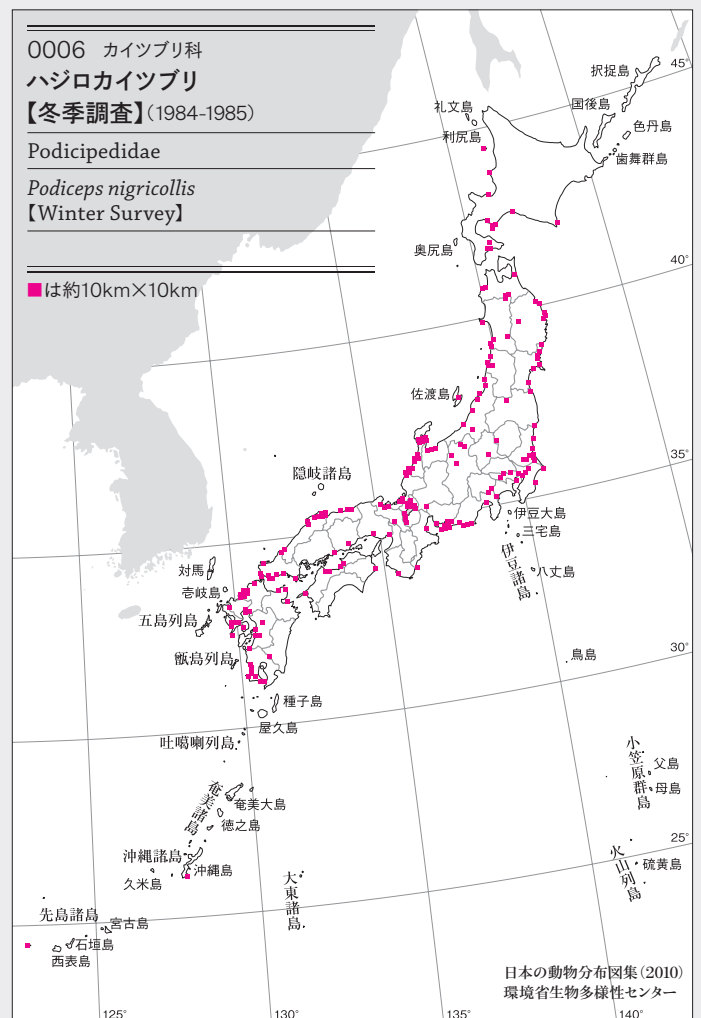 0006 カイツブリ科
ハジロカイツブリ
【冬季調査】(1984-1985)
Podicipedidae
Podiceps nigricollis
【Winter Survey】
■は約10km×10km
択捉島
45°
礼文島
国後島
利尻島
色丹島
歯舞群島
奥尻島
40°
佐渡島
35°
隠岐諸島
伊豆大島
三宅島
伊豆諸島
八丈島
対馬
壱岐島
五島列島
甑島列島
鳥島
30°
種子島
屋久島
吐噶喇列島
小笠原群島
父島
母島
奄美諸島
奄美大島
徳之島
25°
沖縄諸島
沖縄島
久米島
火山列島
硫黄島
大東諸島
先島諸島
宮古島
石垣島
西表島
日本の動物分布図集(2010)
環境省生物多様性センター
125°
130°
135°
140°